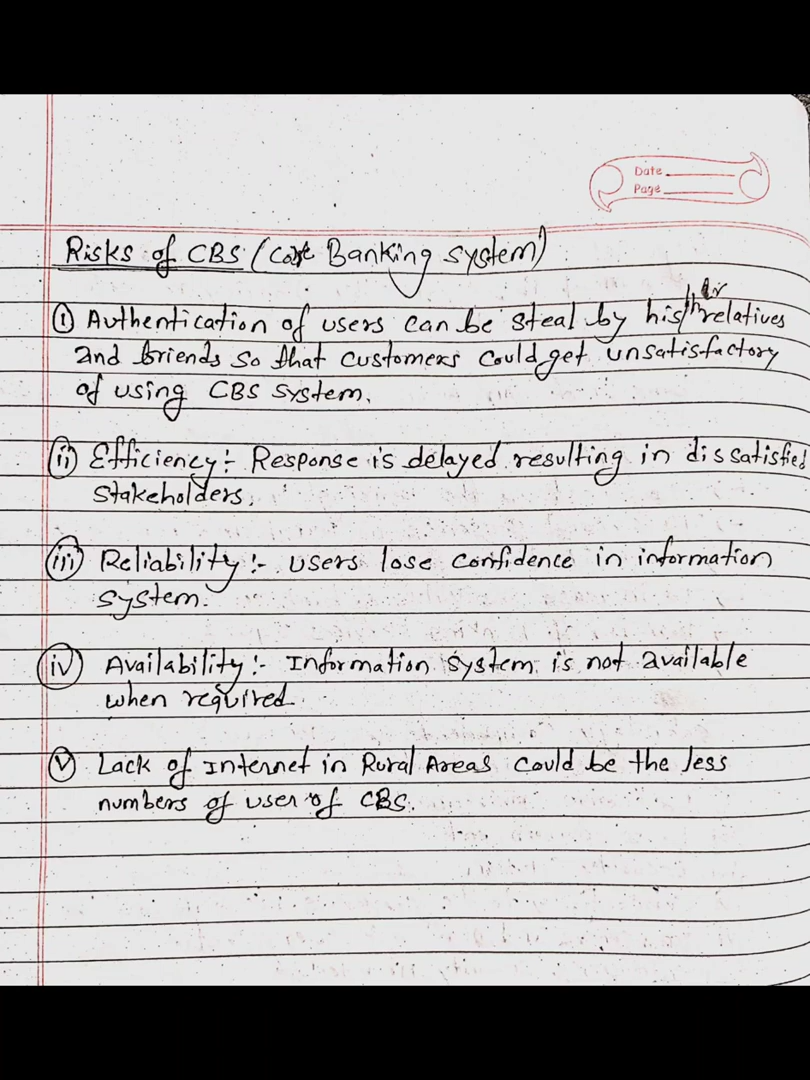 Date
Page
Risks of CBS (Core Banking System)
(i) Authentication of users can be steal by his/her relatives
and friends so that customers could get unsatisfactory
of using CBS system.
(ii) Efficiency :- Response is delayed resulting in dissatisfied
stakeholders.
(iii) Reliability :- users lose confidence in information
system.
(iv) Availability :- Information system is not available
when required.
(v) Lack of Internet in Rural Areas could be the less
numbers of user of CBS.